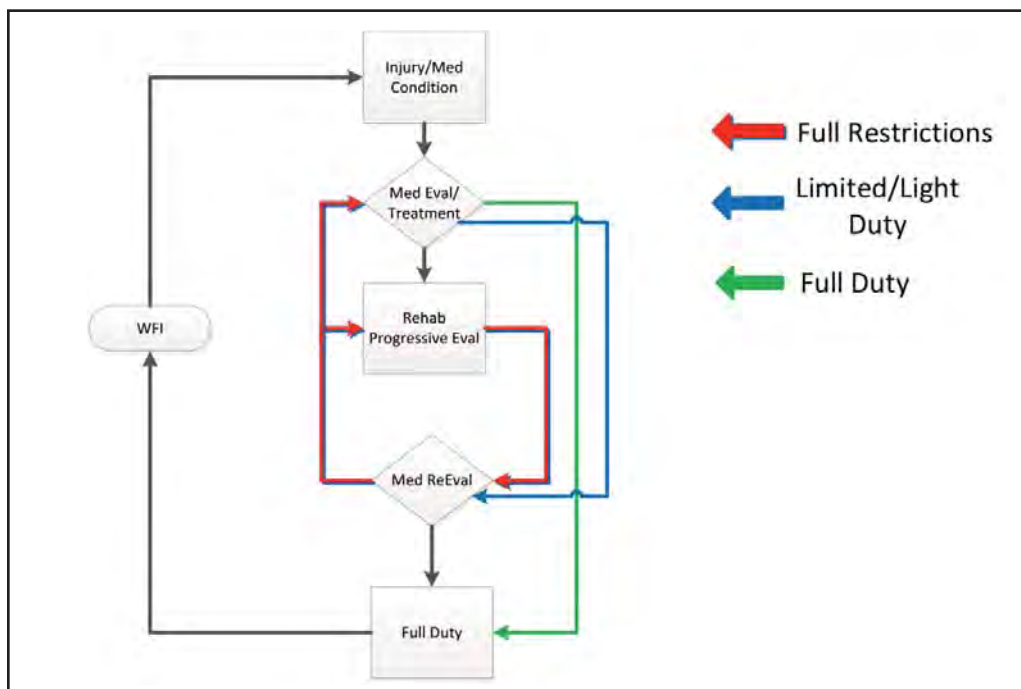 Injury/Med
Condition
Med Eval/
Treatment
Rehab
Progressive Eval
WFI
Med ReEval
Full Duty
Full Restrictions
Limited/Light
Duty
Full Duty